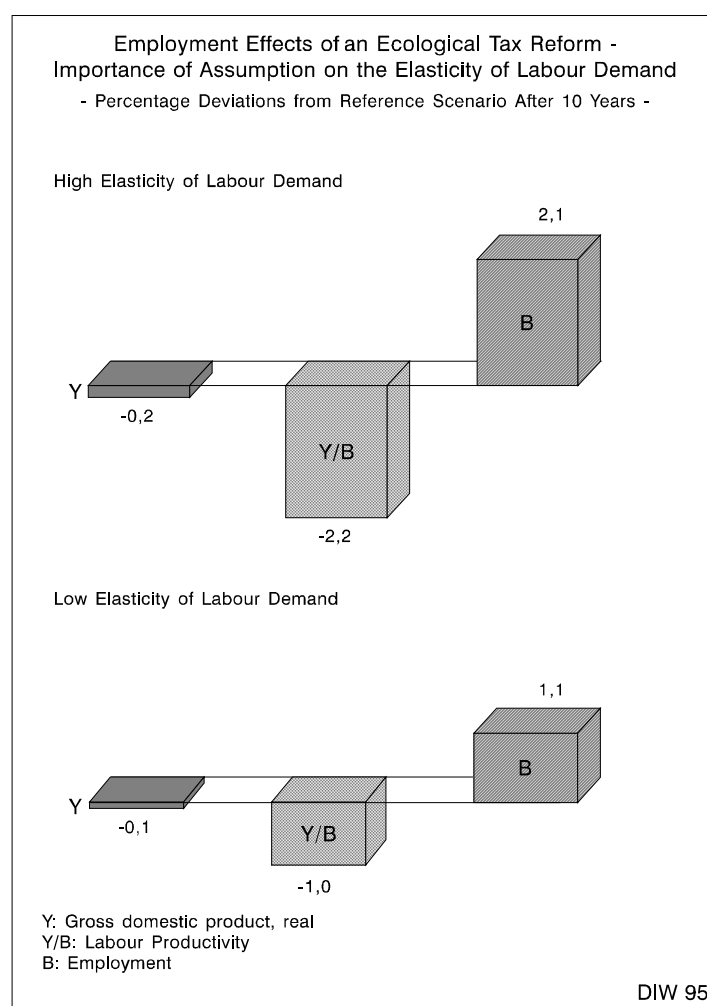 Employment Effects of an Ecological Tax Reform -
Importance of Assumption on the Elasticity of Labour Demand
- Percentage Deviations from Reference Scenario After 10 Years -
High Elasticity of Labour Demand
2,1
B
Y
-0,2
Y/B
-2,2
Low Elasticity of Labour Demand
1,1
B
Y
-0,1
Y/B
-1,0
Y: Gross domestic product, real
Y/B: Labour Productivity
B: Employment
DIW 95